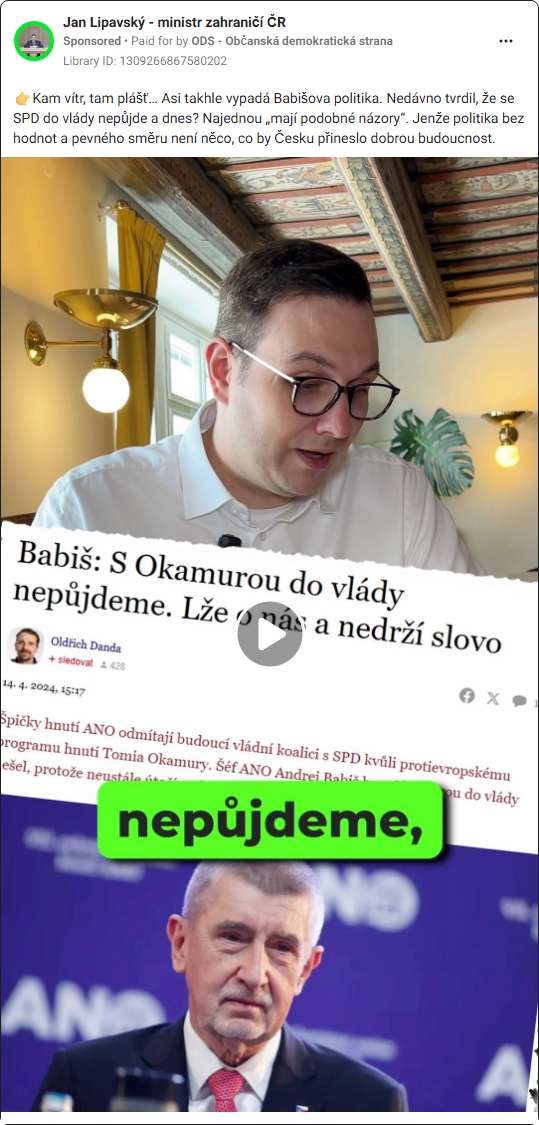 Jan Lipavský - ministr zahraničí ČR
Sponsored • Paid for by ODS - Občanská demokratická strana
Library ID: 1309266867580202
👉Kam vítr, tam plášť… Asi takhle vypadá Babišova politika. Nedávno tvrdil, že se
SPD do vlády nepůjde a dnes? Najednou „mají podobné názory“. Jenže politika bez
hodnot a pevného směru není něco, co by Česku přineslo dobrou budoucnost.
Babiš: S Okamurou do vlády
nepůjdeme. Lže o nás a nedrží slovo
Oldřich Danda
+ sledovat 428
14. 4. 2024, 15:17
Špičky hnutí ANO odmítají budoucí vládní koalici s SPD kvůli protievropskému
programu hnutí Tomia Okamury. Šéf ANO Andrej Babiš do vlády
protože neustále
nepůjdeme,
ANO
ANO